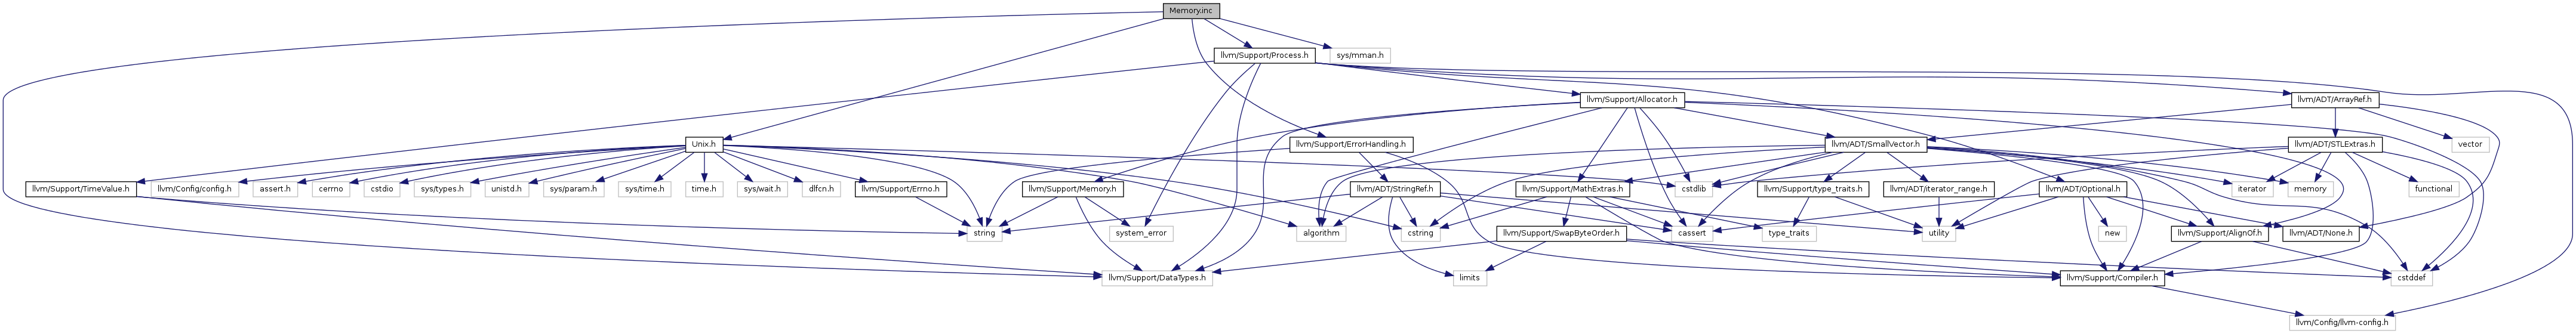 Memory.inc
llvm/Support/Process.h
sys/mman.h
llvm/Support/Allocator.h
llvm/ADT/ArrayRef.h
Unix.h
llvm/Support/ErrorHandling.h
llvm/ADT/SmallVector.h
llvm/ADT/STLExtras.h
vector
llvm/Support/TimeValue.h
llvm/Config/config.h
assert.h
cerrno
cstdio
sys/types.h
unistd.h
sys/param.h
sys/time.h
time.h
sys/wait.h
dlfcn.h
llvm/Support/Errno.h
llvm/Support/Memory.h
llvm/ADT/StringRef.h
llvm/Support/MathExtras.h
cstdlib
llvm/Support/type_traits.h
llvm/ADT/iterator_range.h
llvm/ADT/Optional.h
iterator
memory
functional
string
system_error
algorithm
cstring
llvm/Support/SwapByteOrder.h
cassert
type_traits
utility
new
llvm/Support/AlignOf.h
llvm/ADT/None.h
llvm/Support/DataTypes.h
limits
llvm/Support/Compiler.h
cstddef
llvm/Config/llvm-config.h